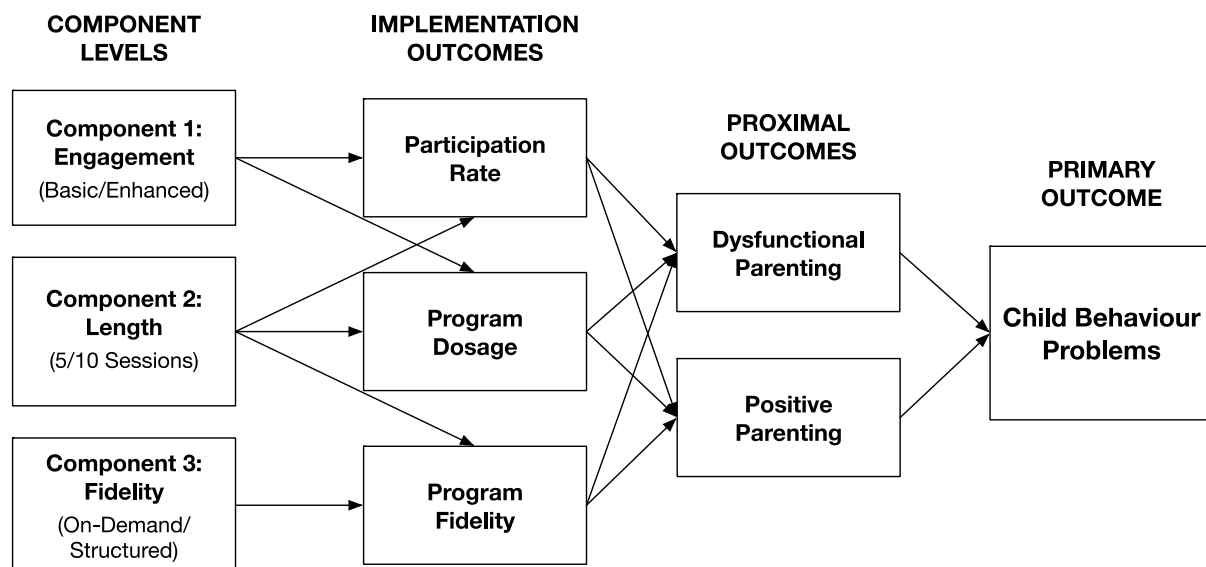 COMPONENT
LEVELS
Component 1:
Engagement
(Basic/Enhanced)
Component 2:
Length
(5/10 Sessions)
Component 3:
Fidelity
(On-Demand/
Structured)
IMPLEMENTATION
OUTCOMES
Participation
Rate
Program
Dosage
Program
Fidelity
PROXIMAL
OUTCOMES
Dysfunctional
Parenting
Positive
Parenting
PRIMARY
OUTCOME
Child Behaviour
Problems